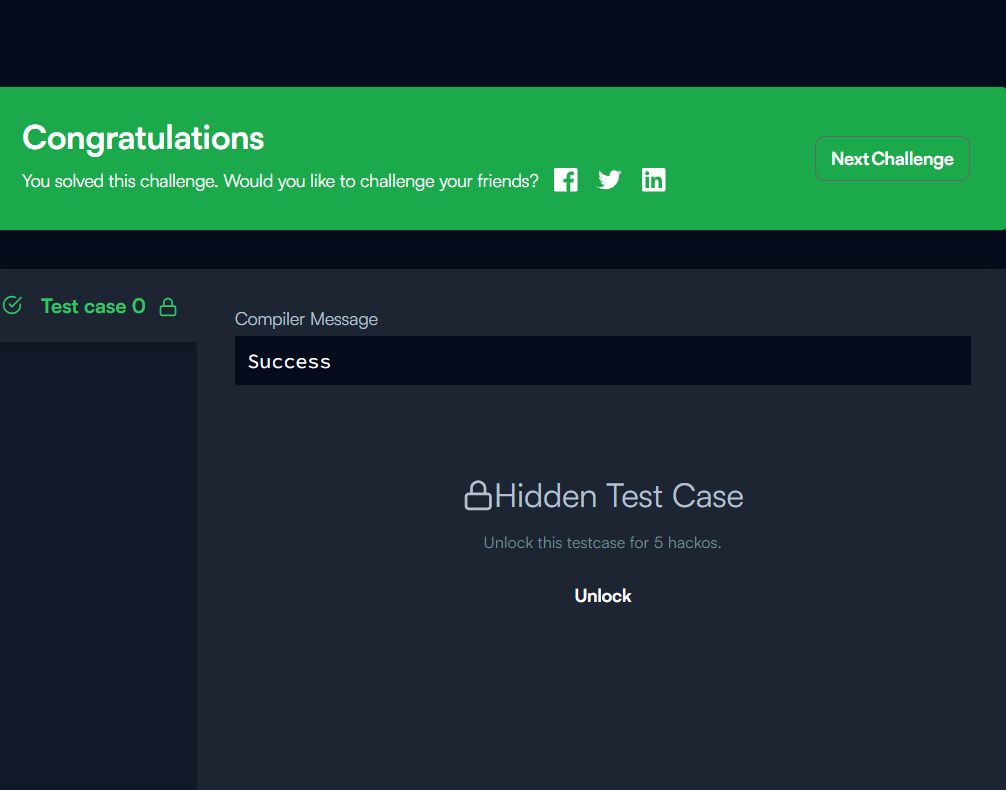 Congratulations
You solved this challenge. Would you like to challenge your friends?
Next Challenge
Test case 0
Compiler Message
Success
Hidden Test Case
Unlock this testcase for 5 hackos.
Unlock